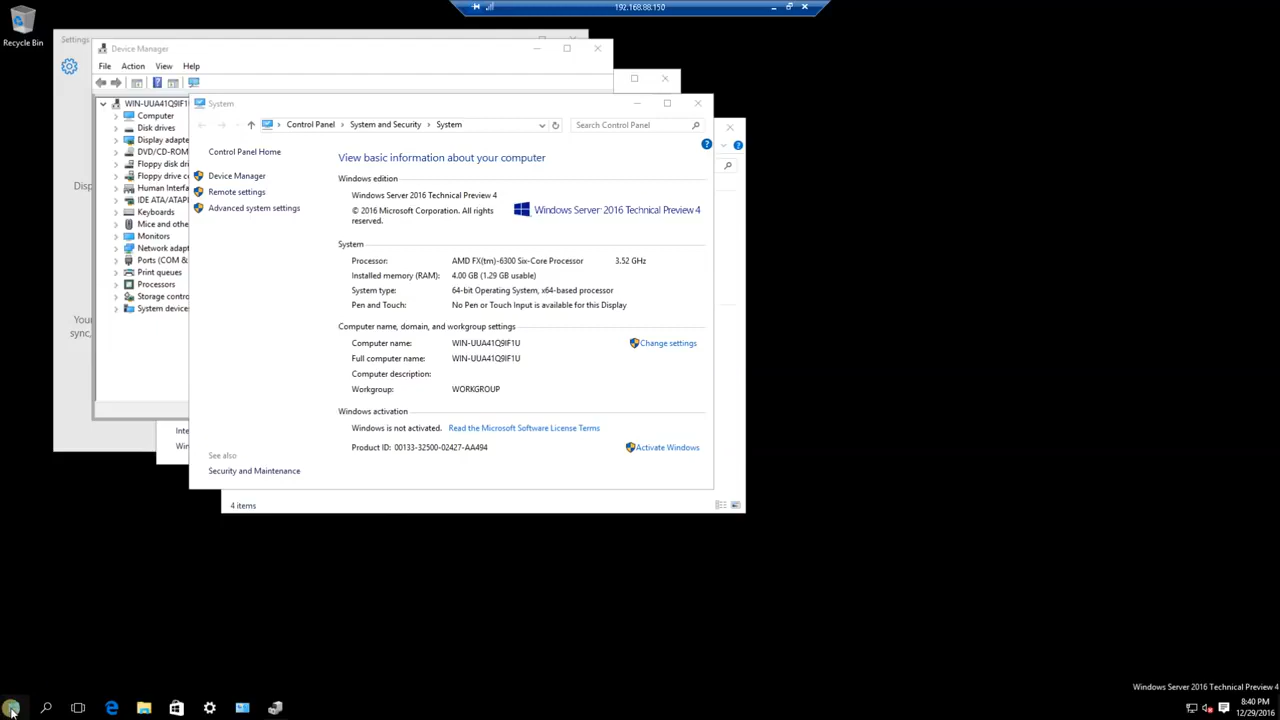 192.168.88.150
Recycle Bin
Settings
Device Manager
File Action View Help
WIN-UUA41Q9IF1U
Computer
Disk drives
Display adapte
DVD/CD-ROM
Floppy disk dri
Floppy drive co
Human Interfa
IDE ATA/ATAPI
Keyboards
Mice and othe
Monitors
Network adapt
Ports (COM &
Print queues
Processors
Storage contro
System devices
Disp
Your
sync,
Inte
Win
System
Control Panel > System and Security > System
Search Control Panel
Control Panel Home
Device Manager
Remote settings
Advanced system settings
See also
Security and Maintenance
View basic information about your computer
Windows edition
Windows Server 2016 Technical Preview 4
© 2016 Microsoft Corporation. All rights
reserved.
Windows Server 2016 Technical Preview 4
System
Processor: AMD FX(tm)-6300 Six-Core Processor 3.52 GHz
Installed memory (RAM): 4.00 GB (1.29 GB usable)
System type: 64-bit Operating System, x64-based processor
Pen and Touch: No Pen or Touch Input is available for this Display
Computer name, domain, and workgroup settings
Computer name: WIN-UUA41Q9IF1U
Change settings
Full computer name: WIN-UUA41Q9IF1U
Computer description:
Workgroup: WORKGROUP
Windows activation
Windows is not activated. Read the Microsoft Software License Terms
Product ID: 00133-32500-02427-AA494
Activate Windows
4 items
Windows Server 2016 Technical Preview 4
8:40 PM
12/29/2016